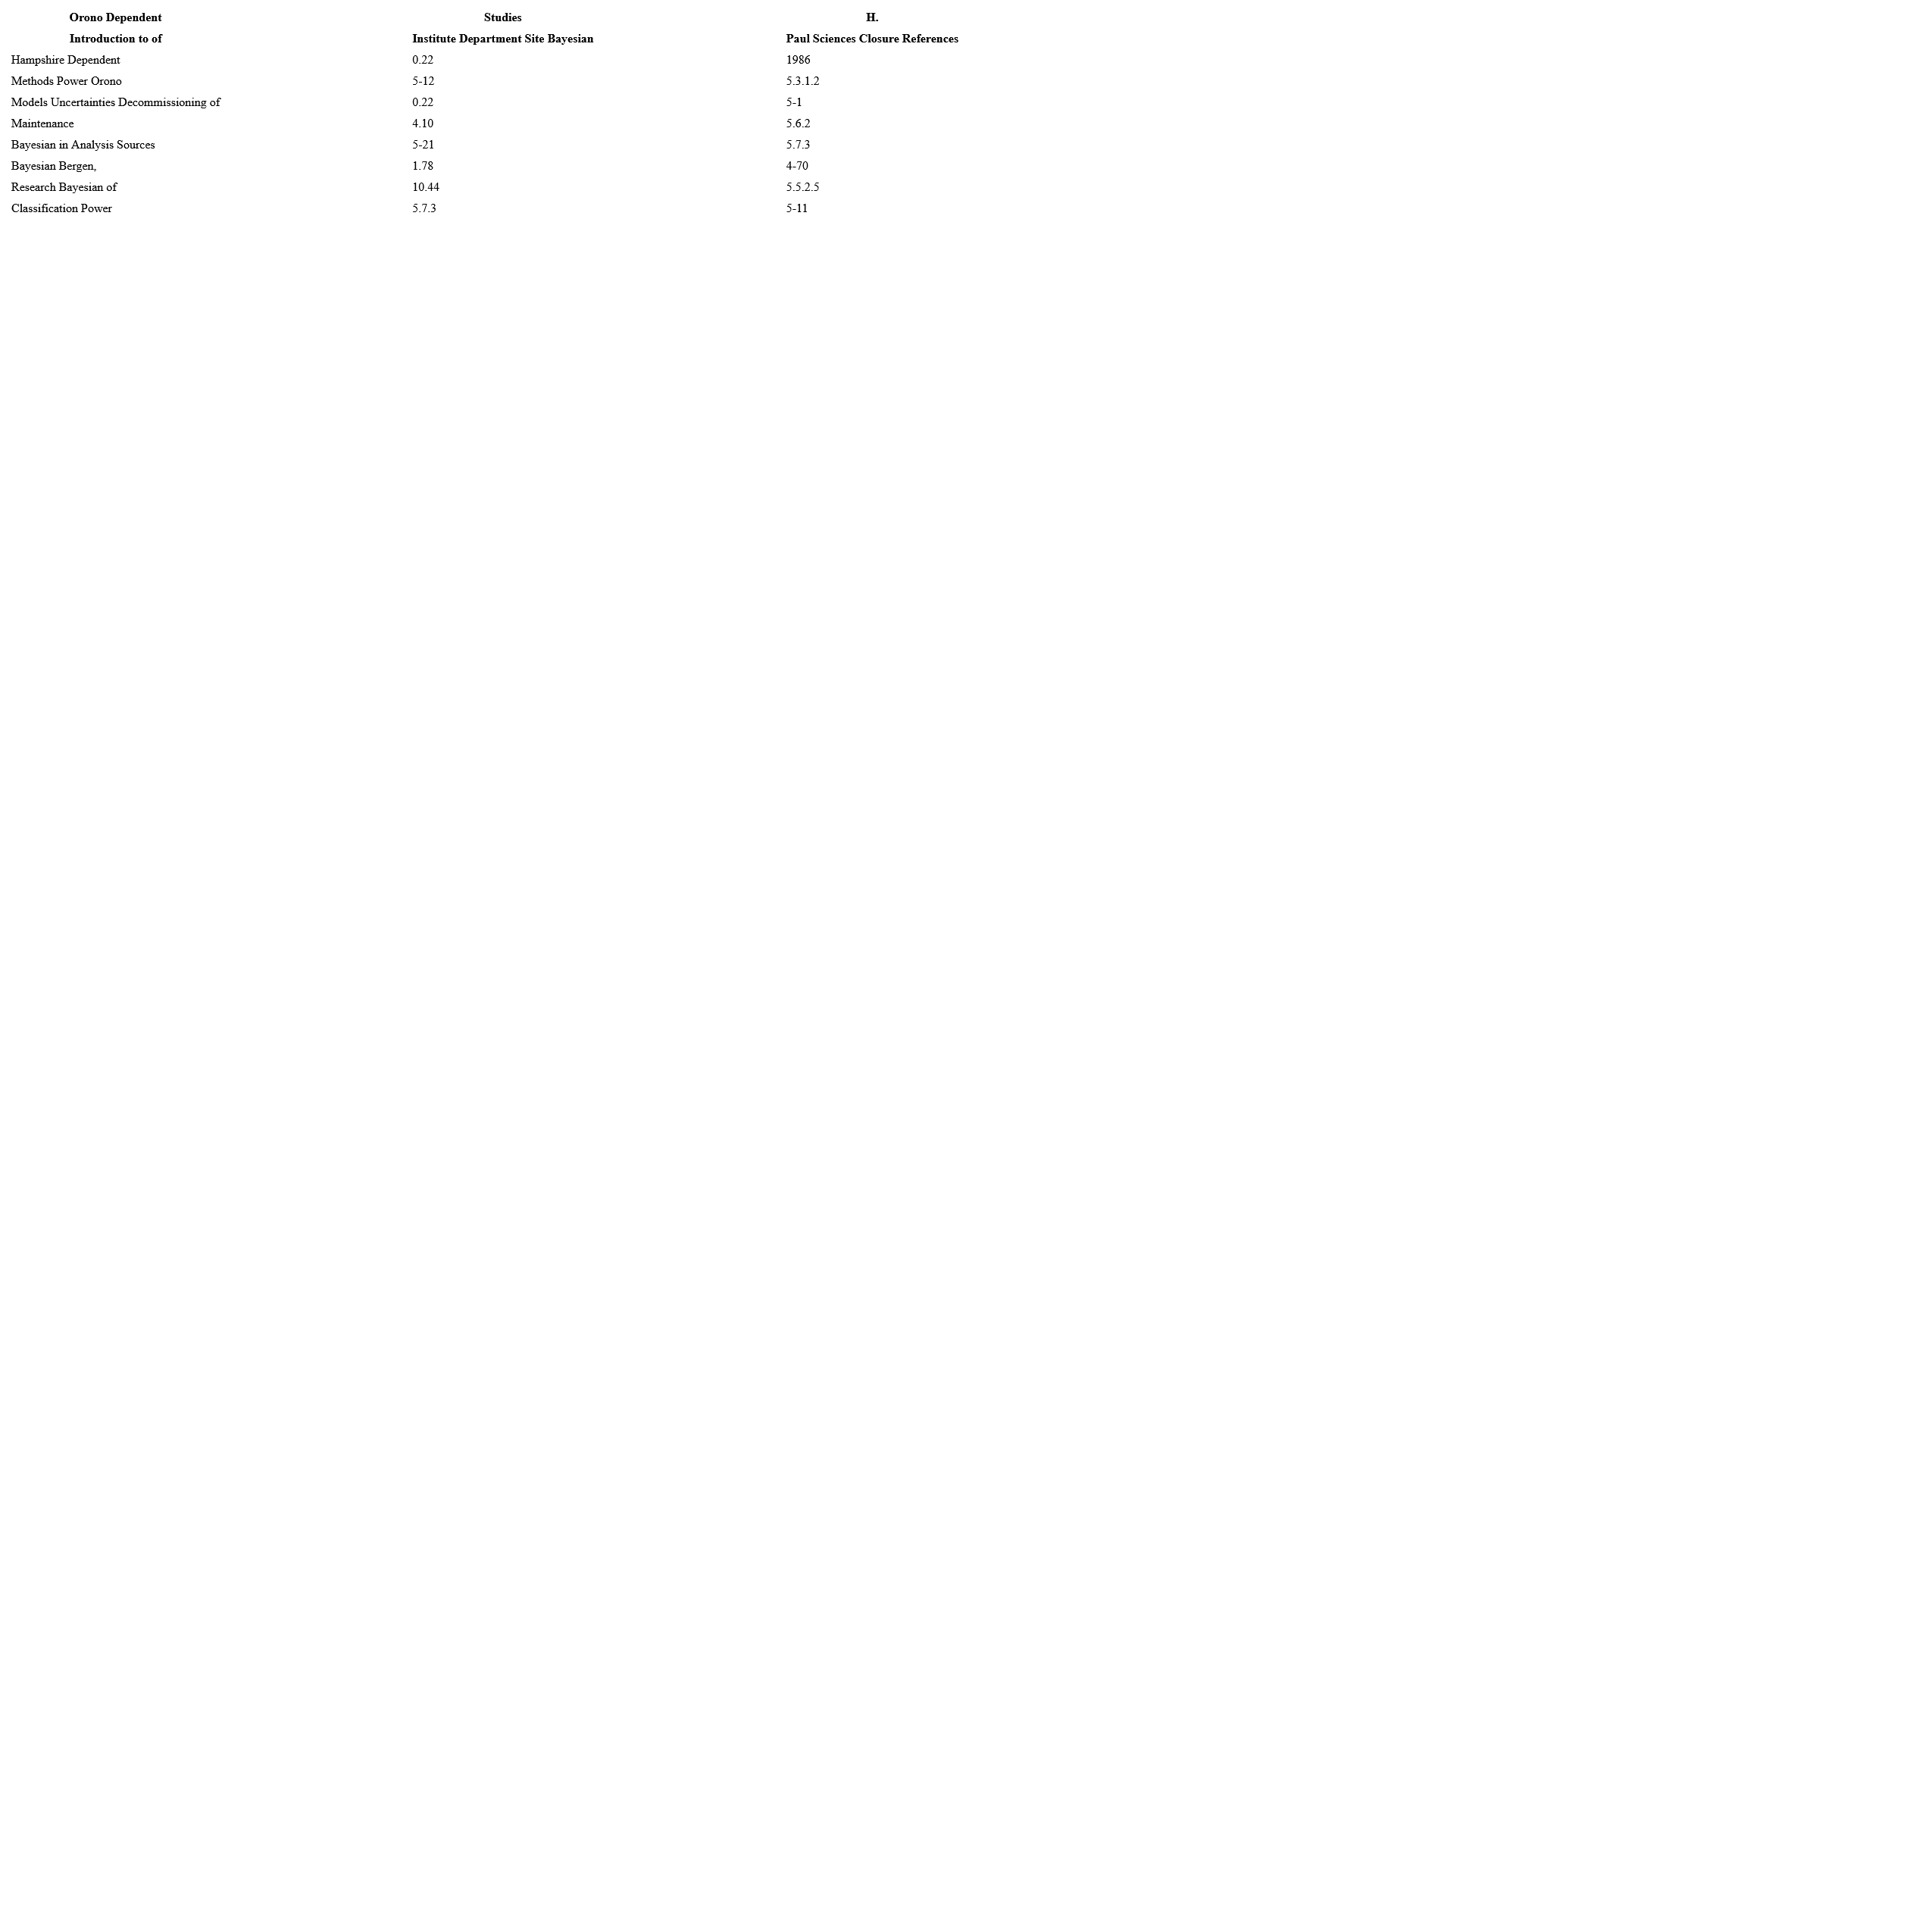 Orono Dependent Studies H.
Introduction to of Institute Department Site Bayesian Paul Sciences Closure References
Hampshire Dependent 0.22 1986
Methods Power Orono 5-12 5.3.1.2
Models Uncertainties Decommissioning of 0.22 5-1
Maintenance 4.10 5.6.2
Bayesian in Analysis Sources 5-21 5.7.3
Bayesian Bergen, 1.78 4-70
Research Bayesian of 10.44 5.5.2.5
Classification Power 5.7.3 5-11